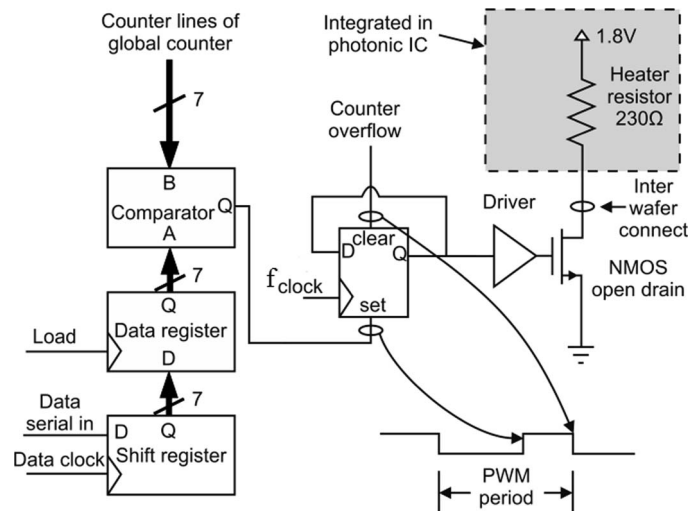 Counter lines of
global counter
7
B
Comparator
Q
A
7
Q
Data register
D
Load
7
Data
serial in
D
Q
Shift register
Data clock
Integrated in
photonic IC
1.8V
Heater
resistor
230Ω
Counter
overflow
Driver
Inter
wafer
connect
clear
D
Q
fclock
set
NMOS
open drain
PWM
period